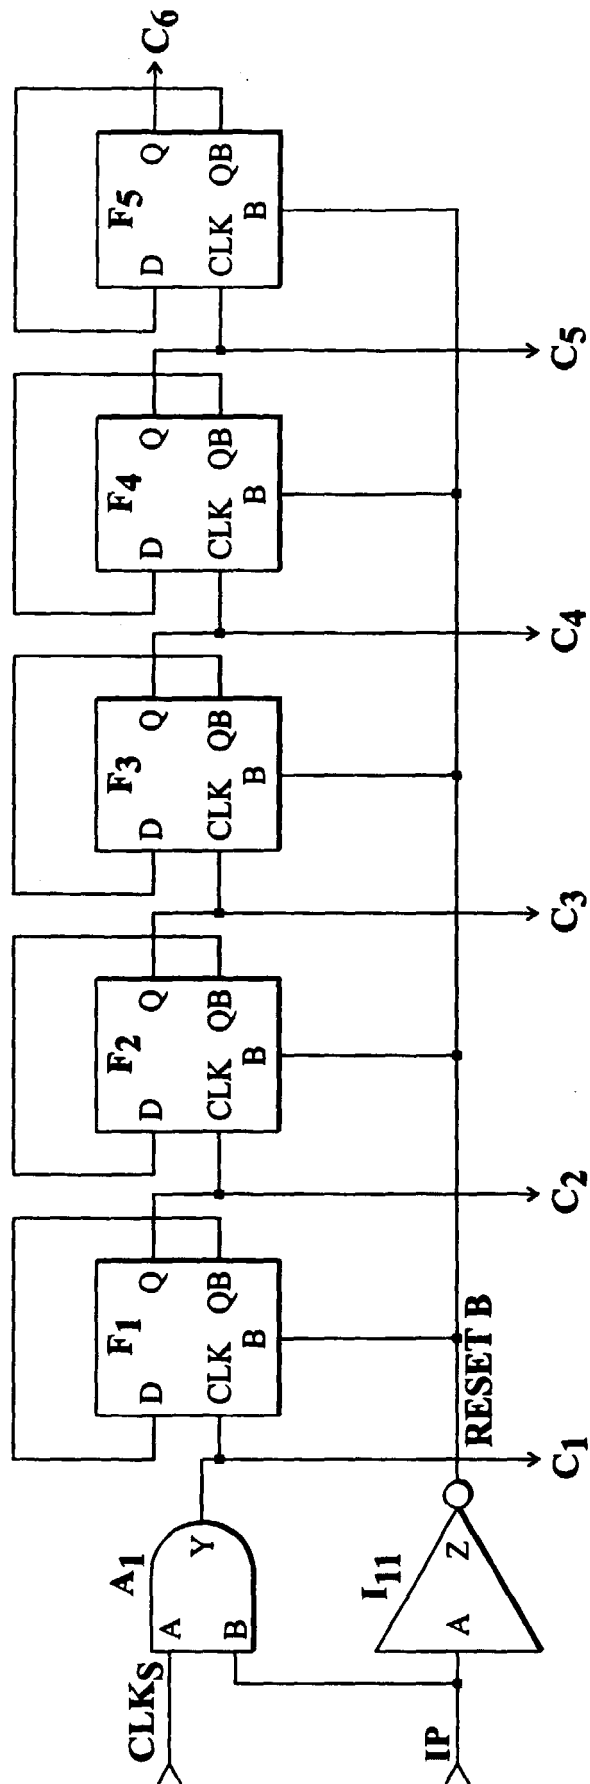 CLKS
IP
A1
A
B
Y
I11
A
Z
C1
RESET B
F1
D
Q
CLK
QB
B
C2
F2
D
Q
CLK
QB
B
C3
F3
D
Q
CLK
QB
B
C4
F4
D
Q
CLK
QB
B
C5
F5
D
Q
CLK
QB
B
C6